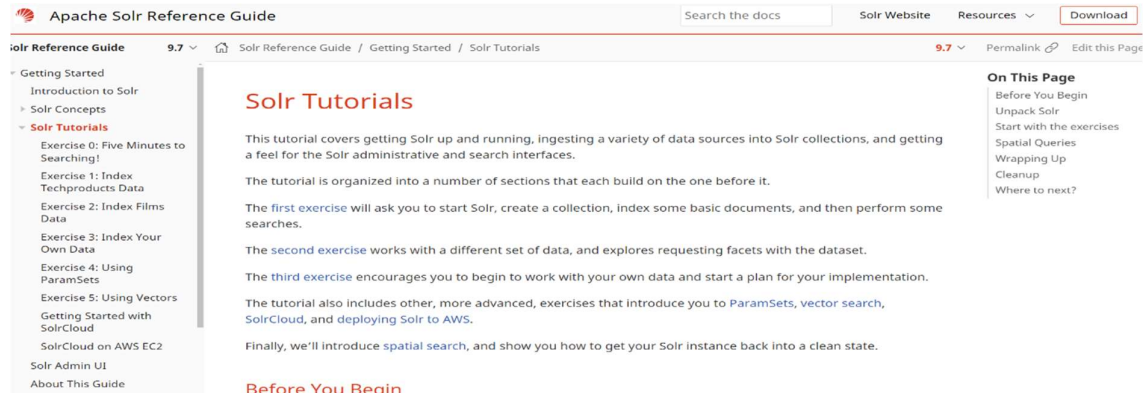 Apache Solr Reference Guide
Search the docs
Solr Website
Resources
Download
Solr Reference Guide
9.7
Solr Reference Guide / Getting Started / Solr Tutorials
9.7
Permalink
Edit this Page
Getting Started
Introduction to Solr
Solr Concepts
Solr Tutorials
Exercise 0: Five Minutes to
Searching!
Exercise 1: Index
Techproducts Data
Exercise 2: Index Films
Data
Exercise 3: Index Your
Own Data
Exercise 4: Using
ParamSets
Exercise 5: Using Vectors
Getting Started with
SolrCloud
SolrCloud on AWS EC2
Solr Admin UI
About This Guide
Solr Tutorials
This tutorial covers getting Solr up and running, ingesting a variety of data sources into Solr collections, and getting
a feel for the Solr administrative and search interfaces.
The tutorial is organized into a number of sections that each build on the one before it.
The first exercise will ask you to start Solr, create a collection, index some basic documents, and then perform some
searches.
The second exercise works with a different set of data, and explores requesting facets with the dataset.
The third exercise encourages you to begin to work with your own data and start a plan for your implementation.
The tutorial also includes other, more advanced, exercises that introduce you to ParamSets, vector search,
SolrCloud, and deploying Solr to AWS.
Finally, we'll introduce spatial search, and show you how to get your Solr instance back into a clean state.
Before You Begin
On This Page
Before You Begin
Unpack Solr
Start with the exercises
Spatial Queries
Wrapping Up
Cleanup
Where to next?